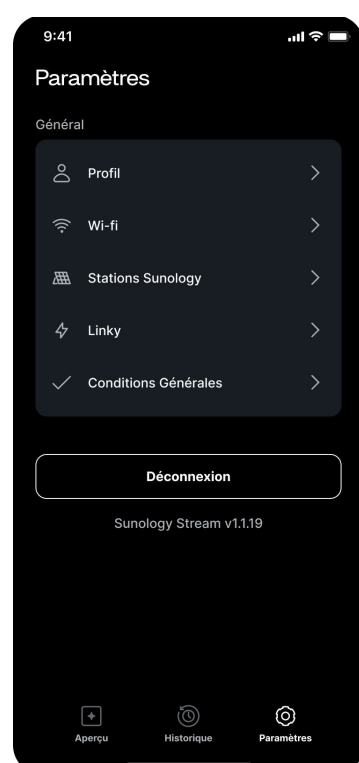 9:41
Paramètres
Général
Profil
Wi-fi
Stations Sunology
Linky
Conditions Générales
Déconnexion
Sunology Stream v1.1.19
Aperçu Historique Paramètres